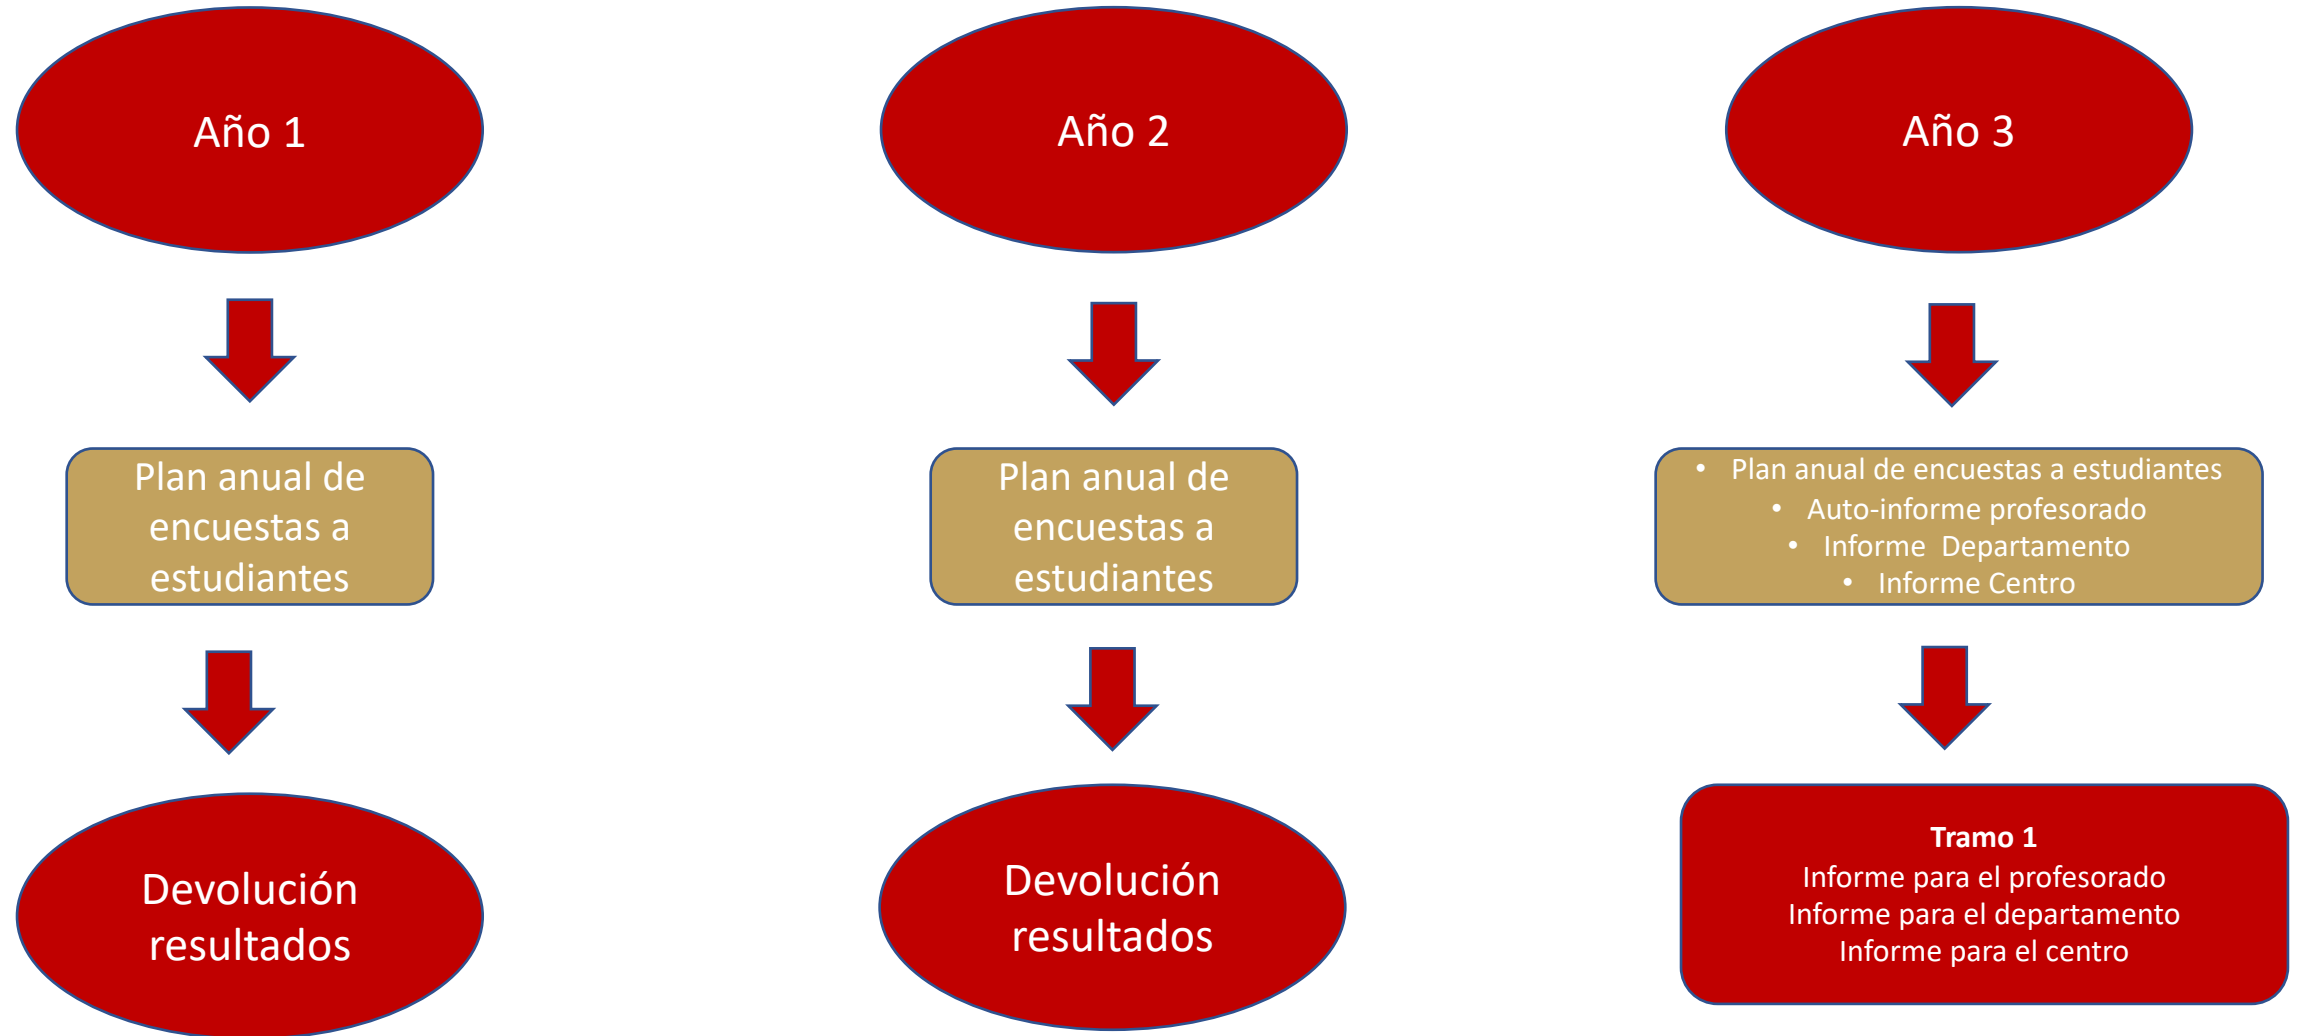 Año 1
Año 2
Año 3
Plan anual de
encuestas a
estudiantes
Plan anual de
encuestas a
estudiantes
• Plan anual de encuestas a estudiantes
• Auto-informe profesorado
• Informe Departamento
• Informe Centro
Devolución
resultados
Devolución
resultados
Tramo 1
Informe para el profesorado
Informe para el departamento
Informe para el centro